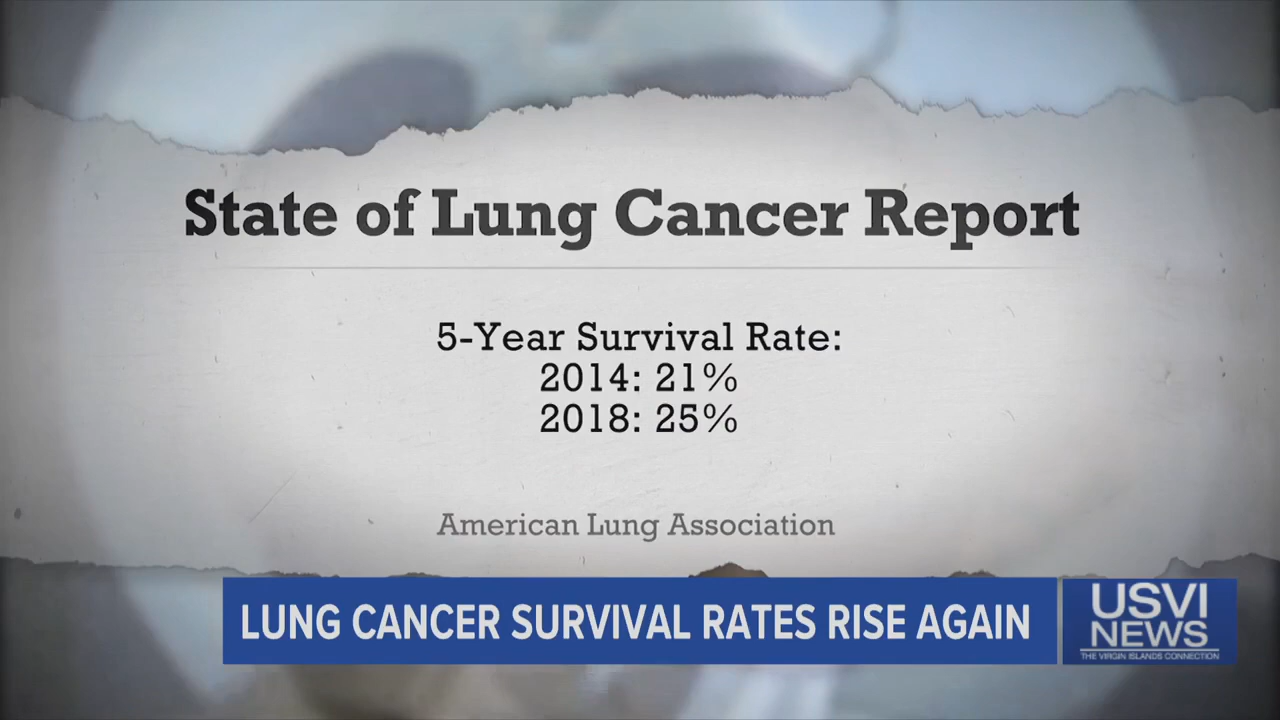 State of Lung Cancer Report
5-Year Survival Rate:
2014: 21%
2018: 25%
American Lung Association
LUNG CANCER SURVIVAL RATES RISE AGAIN
USVI
NEWS
THE VIRGIN ISLANDS CONNECTION